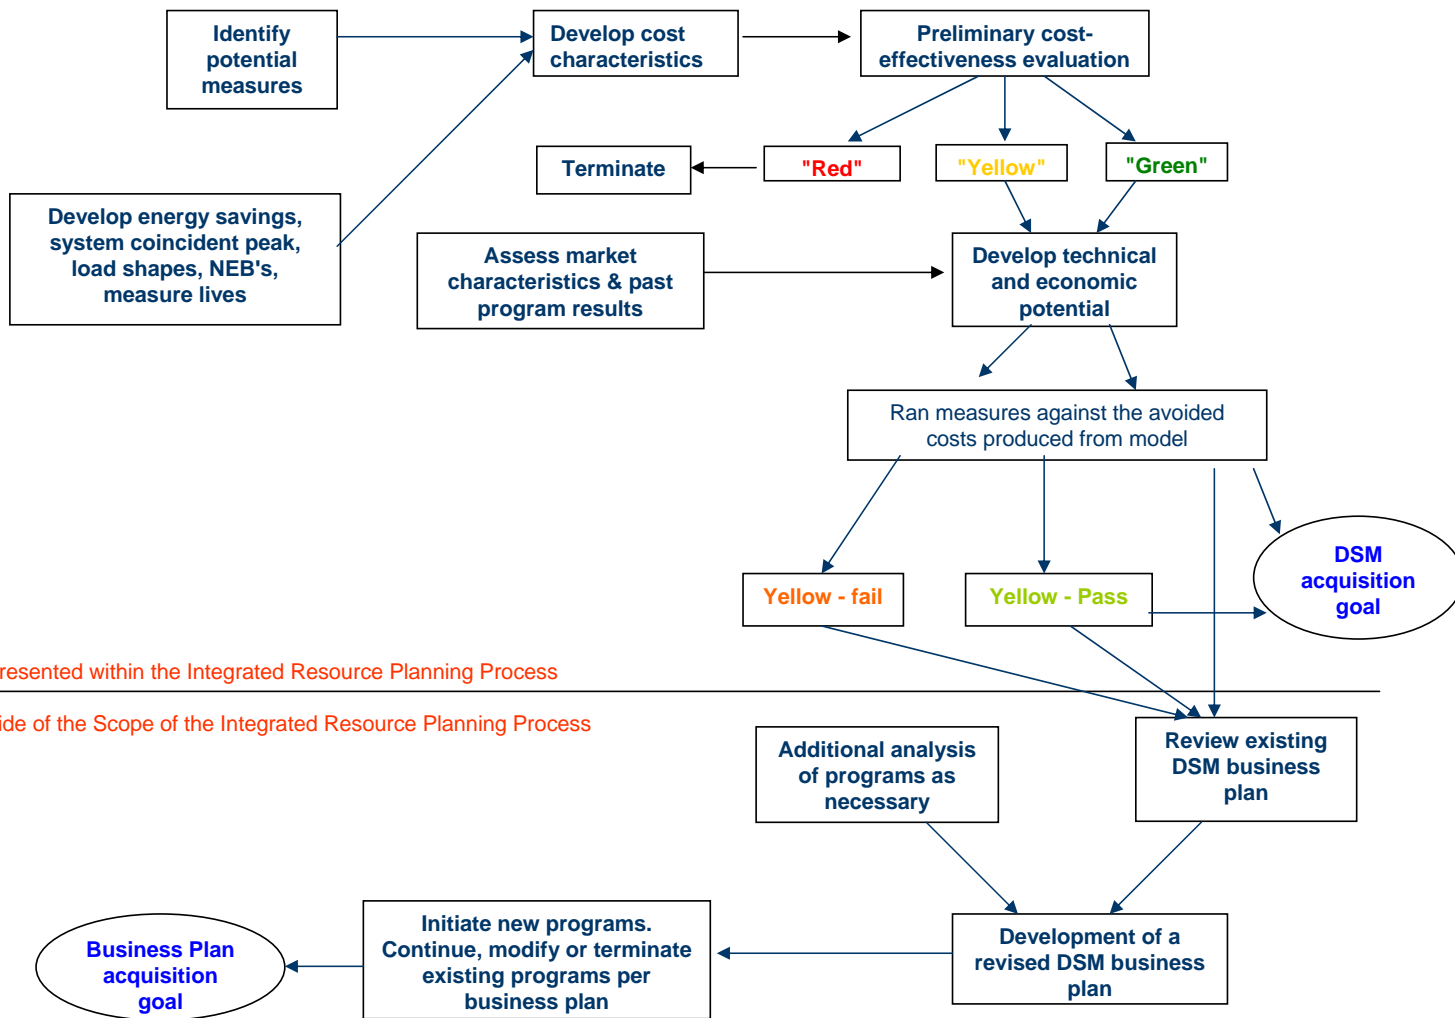 Identify
potential
measures
Develop cost
characteristics
Preliminary cost-
effectiveness evaluation
Terminate
"Red"
"Yellow"
"Green"
Develop energy savings,
system coincident peak,
load shapes, NEB's,
measure lives
Assess market
characteristics & past
program results
Develop technical
and economic
potential
Ran measures against the avoided
costs produced from model
DSM
acquisition
goal
Yellow - fail
Yellow - Pass
resented within the Integrated Resource Planning Process
ide of the Scope of the Integrated Resource Planning Process
Additional analysis
of programs as
necessary
Review existing
DSM business
plan
Business Plan
acquisition
goal
Initiate new programs.
Continue, modify or terminate
existing programs per
business plan
Development of a
revised DSM business
plan